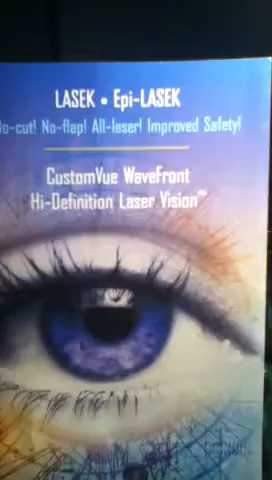 LASEK • Epi-LASEK
No-cut! No-flap! All-laser! Improved Safety!
CustomVue WaveFront
Hi-Definition Laser Vision™